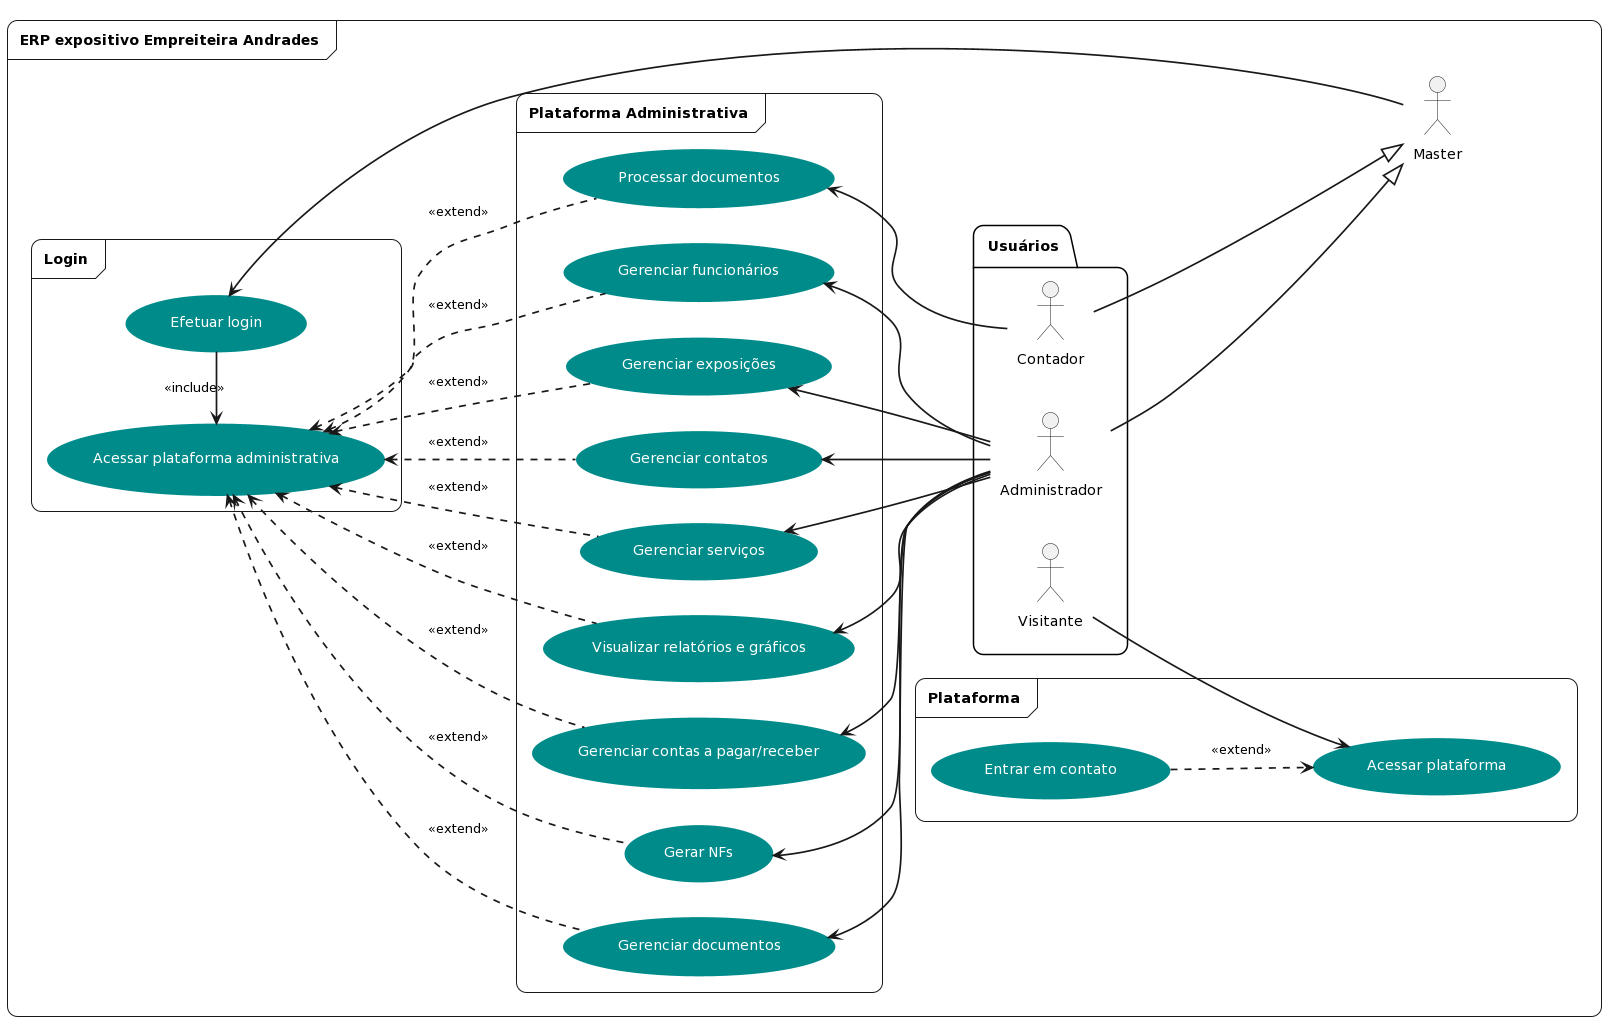 ERP expositivo Empreiteira Andrades
Plataforma Administrativa
Master
Processar documentos
«extend»
Usuários
Login
Gerenciar funcionários
«extend»
Efetuar login
Contador
Gerenciar exposições
«extend»
«include»
Gerenciar contatos
«extend»
Acessar plataforma administrativa
Administrador
«extend»
Gerenciar serviços
«extend»
Visitante
Visualizar relatórios e gráficos
«extend»
Plataforma
Gerenciar contas a pagar/receber
«extend»
«extend»
Entrar em contato
Acessar plataforma
«extend»
Gerar NFs
Gerenciar documentos